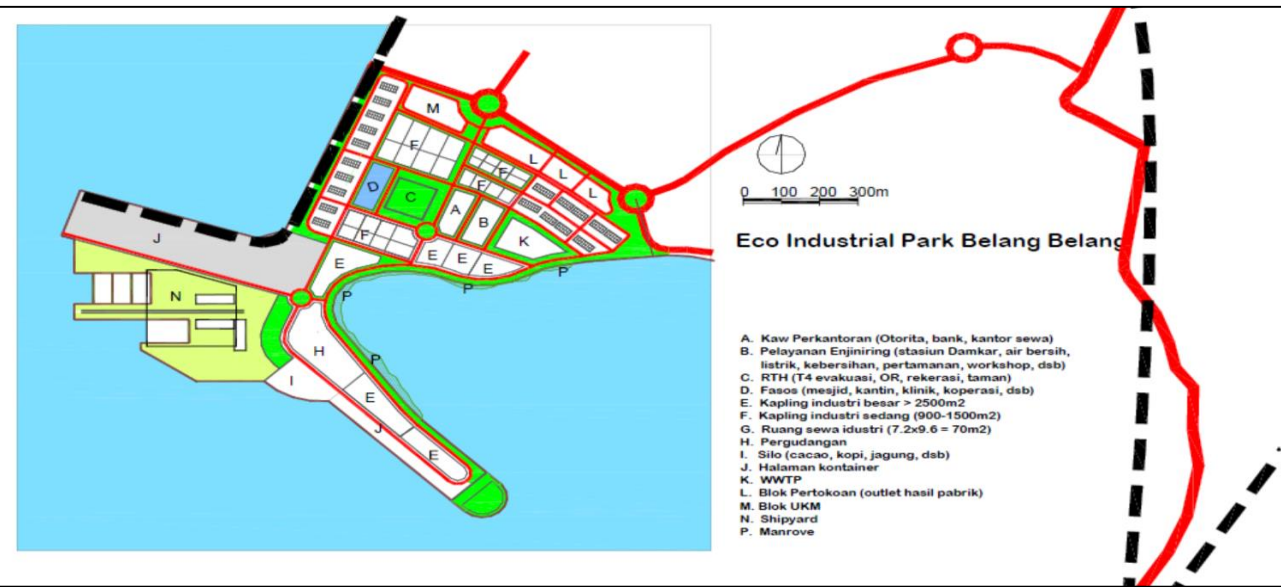 M
F
L
F
L
D
F
L
C
A
B
F
K
J
E
E
E
E
P
N
P
P
H
P
I
E
J
E
0 100 200 300m
Eco Industrial Park Belang Belang
A. Kaw Perkantoran (Otorita, bank, kantor sewa)
B. Pelayanan Enjiniring (stasiun Damkar, air bersih,
listrik, kebersihan, pertamanan, workshop, dsb)
C. RTH (T4 evakuasi, OR, rekerasi, taman)
D. Fasos (mesjid, kantin, klinik, koperasi, dsb)
E. Kapling industri besar > 2500m2
F. Kapling industri sedang (900-1500m2)
G. Ruang sewa idustri (7.2x9.6 = 70m2)
H. Pergudangan
I. Silo (cacao, kopi, jagung, dsb)
J. Halaman kontainer
K. WWTP
L. Blok Pertokoan (outlet hasil pabrik)
M. Blok UKM
N. Shipyard
P. Manrove